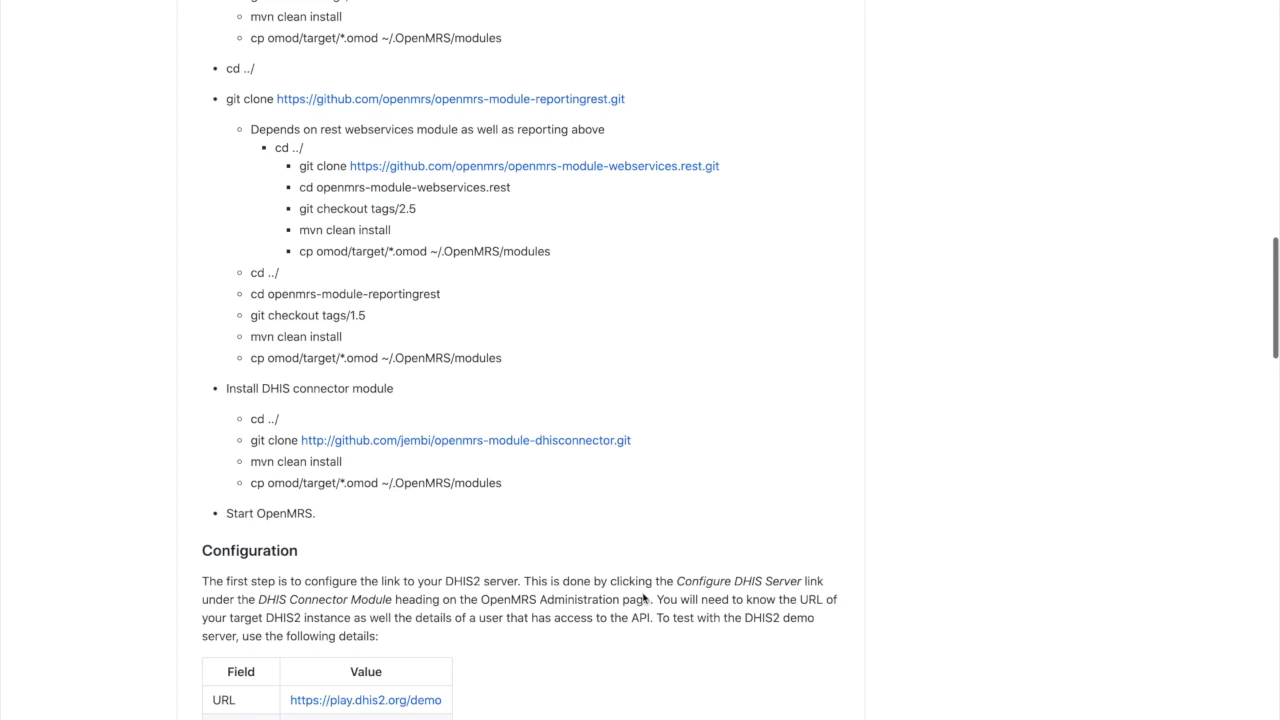 mvn clean install
cp omod/target/*.omod ~/.OpenMRS/modules
cd ../
git clone https://github.com/openmrs/openmrs-module-reportingrest.git
Depends on rest webservices module as well as reporting above
cd ../
git clone https://github.com/openmrs/openmrs-module-webservices.rest.git
cd openmrs-module-webservices.rest
git checkout tags/2.5
mvn clean install
cp omod/target/*.omod ~/.OpenMRS/modules
cd ../
cd openmrs-module-reportingrest
git checkout tags/1.5
mvn clean install
cp omod/target/*.omod ~/.OpenMRS/modules
Install DHIS connector module
cd ../
git clone http://github.com/jembi/openmrs-module-dhisconnector.git
mvn clean install
cp omod/target/*.omod ~/.OpenMRS/modules
Start OpenMRS.
Configuration
The first step is to configure the link to your DHIS2 server. This is done by clicking the Configure DHIS Server link
under the DHIS Connector Module heading on the OpenMRS Administration page. You will need to know the URL of
your target DHIS2 instance as well the details of a user that has access to the API. To test with the DHIS2 demo
server, use the following details:
Field Value
URL https://play.dhis2.org/demo